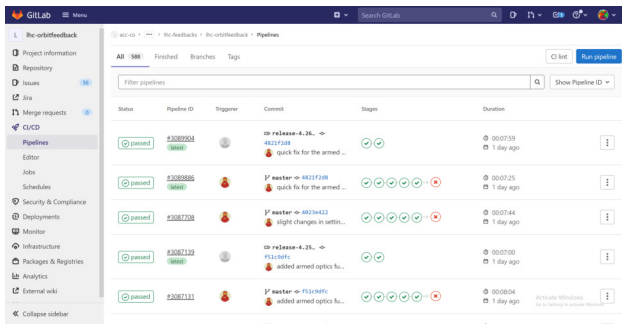 GitLab Menu Search GitLab
L lhc-orbitfeedback
acc-co > ... > lhc-feedbacks > lhc-orbitfeedback > Pipelines
Project information
Repository
Issues 56
Jira
Merge requests 0
CI/CD
Pipelines
Editor
Jobs
Schedules
Security & Compliance
Deployments
Monitor
Infrastructure
Packages & Registries
Analytics
External wiki
Collapse sidebar
All 588 Finished Branches Tags
CI lint Run pipeline
Filter pipelines
Show Pipeline ID
Status Pipeline ID Triggerer Commit Stages Duration
passed #3089904 release-4.26... 00:07:59
latest 4821f2d8 1 day ago
quick fix for the armed ...
passed #3089886 master 4821f2d8 00:07:25
latest quick fix for the armed ... 1 day ago
passed #3087708 master 4023e422 00:07:44
slight changes in settin... 1 day ago
passed #3087139 release-4.25... 00:07:00
latest f51c9dfc 1 day ago
added armed optics fu...
passed #3087131 master f51c9dfc 00:08:04
added armed optics fu... 1 day ago
Activate Windows
Go to Settings to activate Windows.